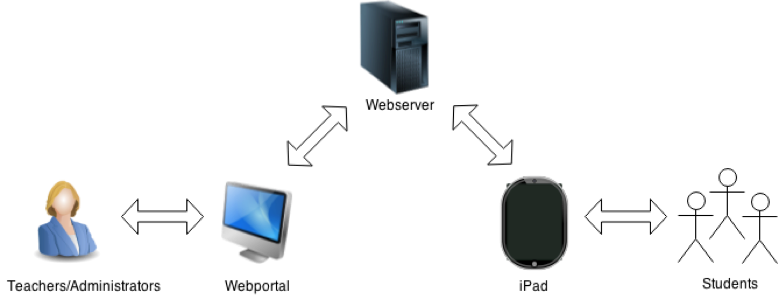 Webserver
Teachers/Administrators
Webportal
iPad
Students